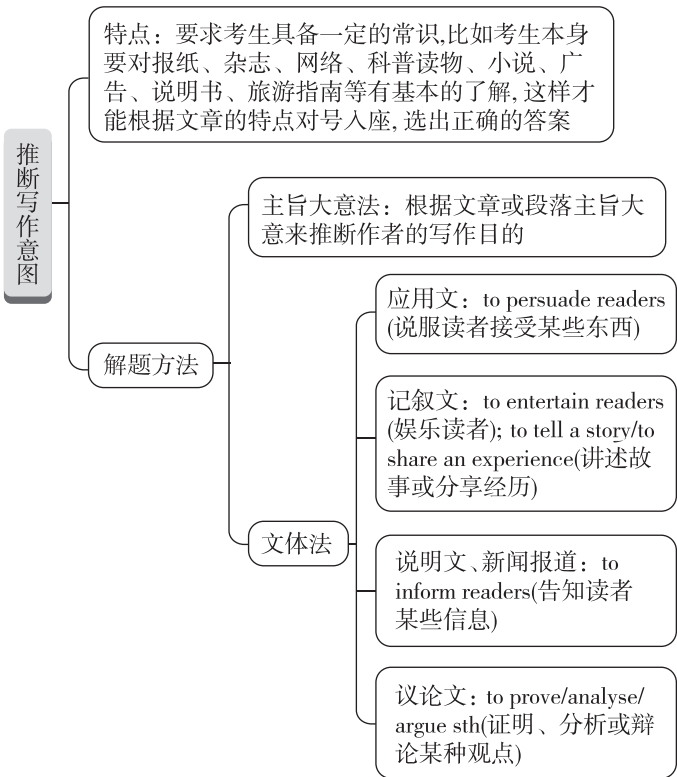 推断写作意图
特点：要求考生具备一定的常识,比如考生本身
要对报纸、杂志、网络、科普读物、小说、广
告、说明书、旅游指南等有基本的了解, 这样才
能根据文章的特点对号入座, 选出正确的答案
解题方法
主旨大意法：根据文章或段落主旨大
意来推断作者的写作目的
文体法
应用文：to persuade readers
(说服读者接受某些东西)
记叙文：to entertain readers
(娱乐读者); to tell a story/to
share an experience(讲述故
事或分享经历)
说明文、新闻报道：to
inform readers(告知读者
某些信息)
议论文：to prove/analyse/
argue sth(证明、分析或辩
论某种观点)